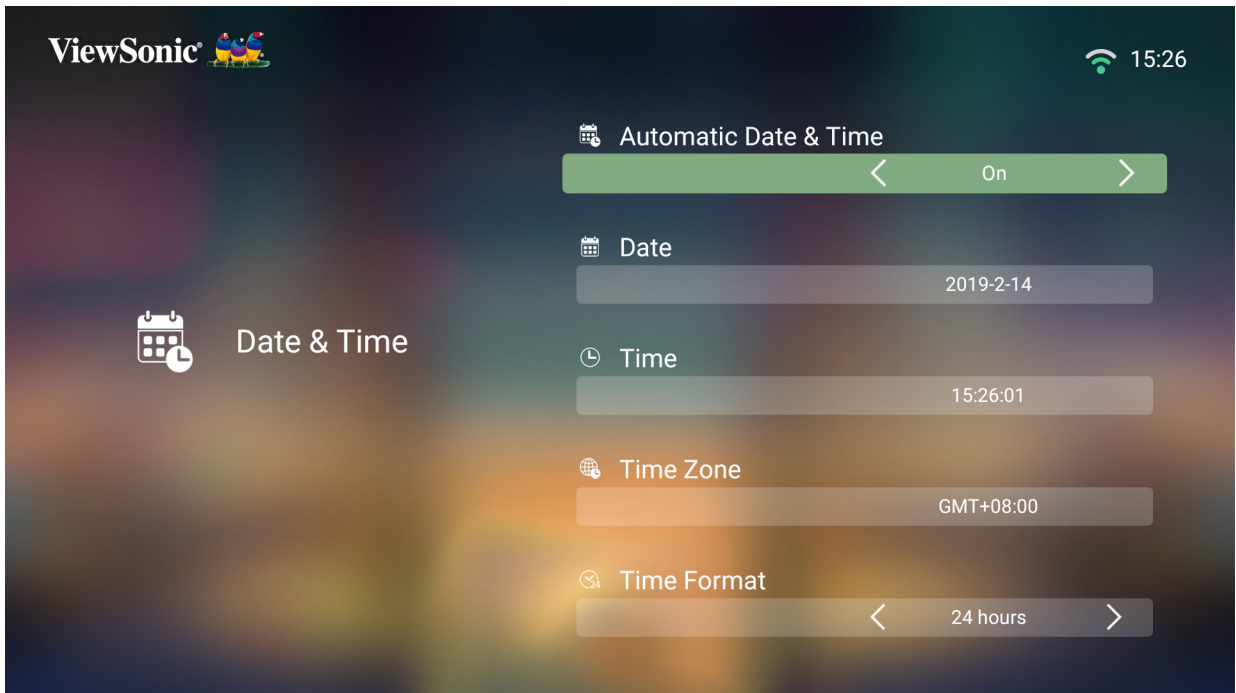 ViewSonic®
15:26
Automatic Date & Time
On
Date
2019-2-14
Date & Time
Time
15:26:01
Time Zone
GMT+08:00
Time Format
24 hours